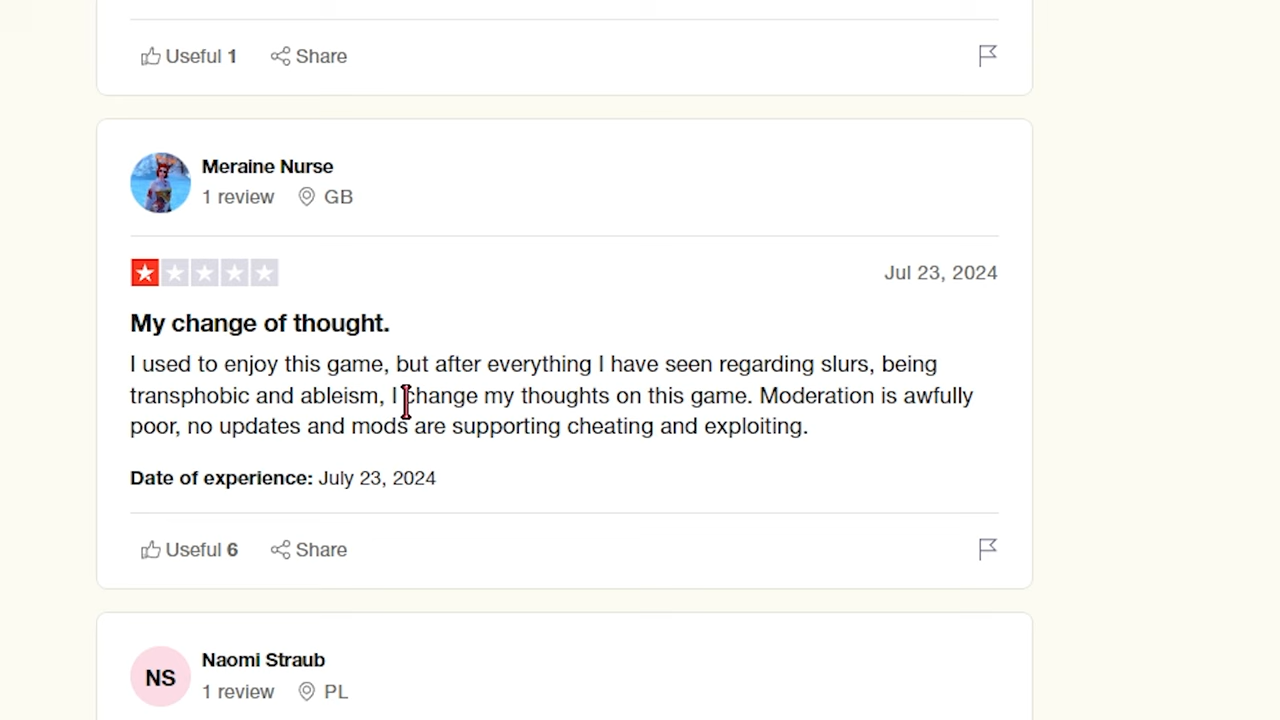 Useful 1 Share
Meraine Nurse
1 review GB
Jul 23, 2024
My change of thought.
I used to enjoy this game, but after everything I have seen regarding slurs, being
transphobic and ableism, I change my thoughts on this game. Moderation is awfully
poor, no updates and mods are supporting cheating and exploiting.
Date of experience: July 23, 2024
Useful 6 Share
Naomi Straub
NS
1 review PL